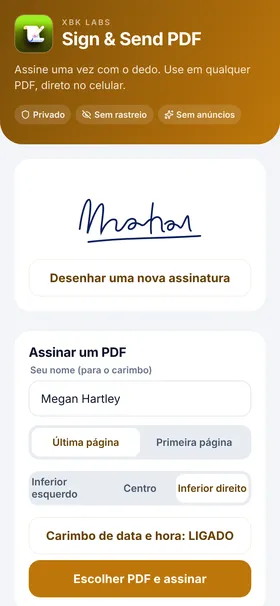 XBK LABS
Sign & Send PDF
Assine uma vez com o dedo. Use em qualquer
PDF, direto no celular.
Privado
Sem rastreio
Sem anúncios
Desenhar uma nova assinatura
Assinar um PDF
Seu nome (para o carimbo)
Megan Hartley
Última página
Primeira página
Inferior
esquerdo
Centro
Inferior direito
Carimbo de data e hora: LIGADO
Escolher PDF e assinar